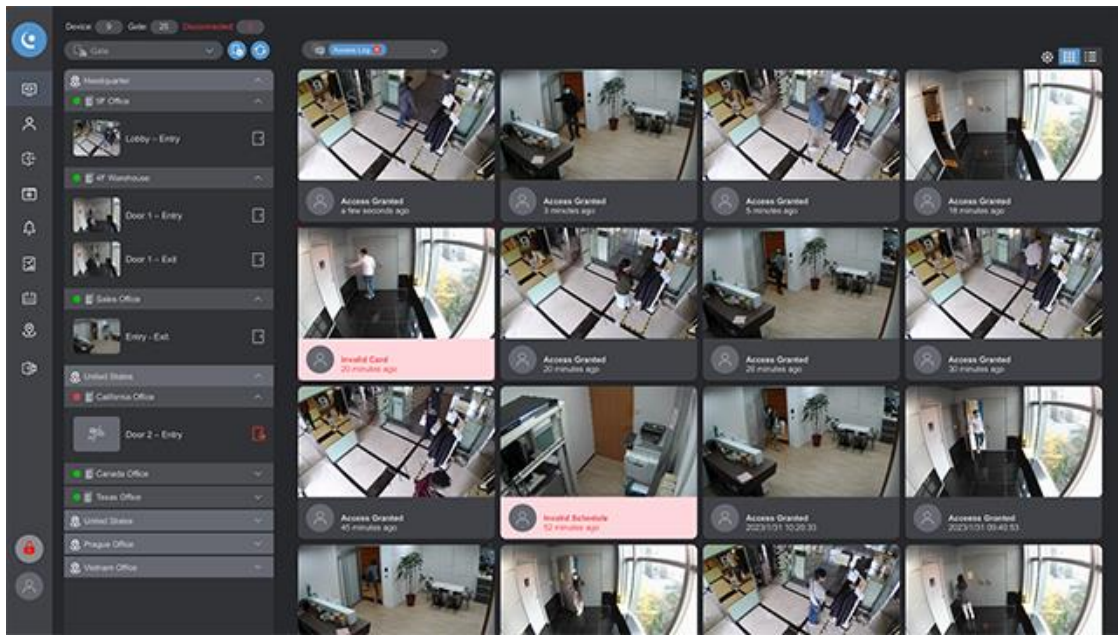 Device: 9 Gate: 25 Disconnected:
Gate
Access Log
Headquarter
9F Office
Lobby – Entry
4F Warehouse
Door 1 – Entry
Door 1 – Exit
Sales Office
Entry - Exit
United States
California Office
Door 2 – Entry
Canada Office
Texas Office
United States
Prague Office
Vietnam Office
Access Granted
a few seconds ago
Access Granted
3 minutes ago
Access Granted
5 minutes ago
Access Granted
18 minutes ago
Invalid Card
20 minutes ago
Access Granted
20 minutes ago
Access Granted
26 minutes ago
Access Granted
30 minutes ago
Access Granted
45 minutes ago
Invalid Schedule
52 minutes ago
Access Granted
2023/1/31 10:20:33
Access Granted
2023/1/31 09:40:53